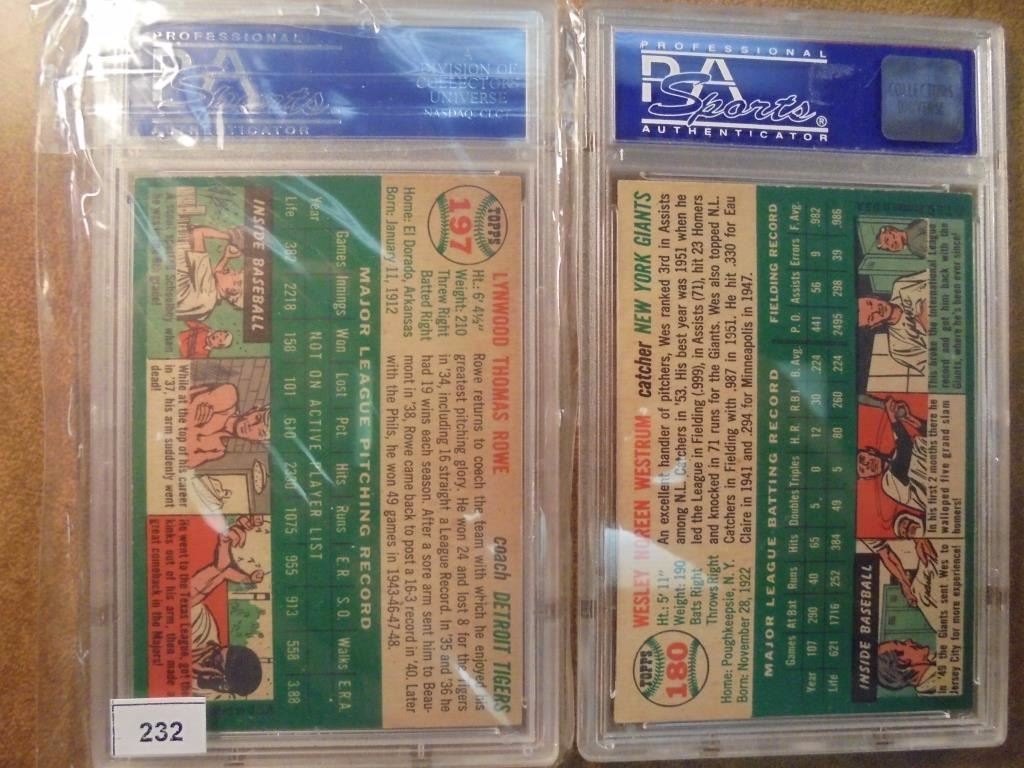 PROFESSIONAL
Sports
AUTHENTICATOR
A
DIVISION OF
COLLECTORS
UNIVERSE
NASDAQ: CLCT
TOPPS
197
LYNWOOD THOMAS ROWE coach DETROIT TIGERS
Ht.: 6' 4½"
Weight: 210
Threw Right
Batted Right
Home: El Dorado, Arkansas
Born: January 11, 1912
Rowe returns to coach the team with which he enjoyed his
greatest pitching glory. He won 24 and lost 8 for the Tigers
in '34, including 16 straight a League Record. In '35 and '36 he
had 19 wins each season. After a sore arm sent him to Beau-
mont in '38, Rowe came back to post a 16-3 record in '40. Later
with the Phils, he won 49 games in 1943-46-47-48.
MAJOR LEAGUE PITCHING RECORD
Games Innings Won Lost Pct Hits Runs E.R. S.O. Walks E.R.A.
Year NOT ON ACTIVE PLAYER LIST
Life 382 2218 158 101 610 2330 1075 955 913 558 3.88
INSIDE BASEBALL
While at the top of his career
in '37, his arm suddenly went
dead!
He went to the Texas League, got the
kinks out of his arm, then made a
great comeback in the Majors!
232
PROFESSIONAL
PSA
Sports®
AUTHENTICATOR
COLLECTORS
UNIVERSE
TOPPS
180
WESLEY NOREEN WESTRUM catcher NEW YORK GIANTS
Ht.: 5' 11"
Weight: 190
Bats Right
Throws Right
Home: Poughkeepsie, N. Y.
Born: November 28, 1922
An excellent handler of pitchers, Wes ranked 3rd in Assists
among N.L. Catchers in '53. His best year was 1951 when he
led the League in Fielding (.999), in Assists (71), hit 23 Homers
and knocked in 71 runs for the Giants. Wes also topped N.L.
Catchers in Fielding with .987 in 1951. He hit .330 for Eau
Claire in 1941 and .294 for Minneapolis in 1947.
MAJOR LEAGUE BATTING RECORD FIELDING RECORD
Games At Bat Runs Hits Doubles Triples H. R. R.B.I. B. Avg. P. O. Assists Errors F. Avg.
Year 107 290 40 65 5 0 12 30 .224 441 56 9 .982
Life 621 1716 252 384 49 5 80 260 .224 2495 298 39 .986
INSIDE BASEBALL
In '49 the Giants sent Wes to
Jersey City for more experience!
In his first 2 months there he
walloped five grand slam
homers!
This broke the International League
record and got him back with the
Giants, where he's been ever since!